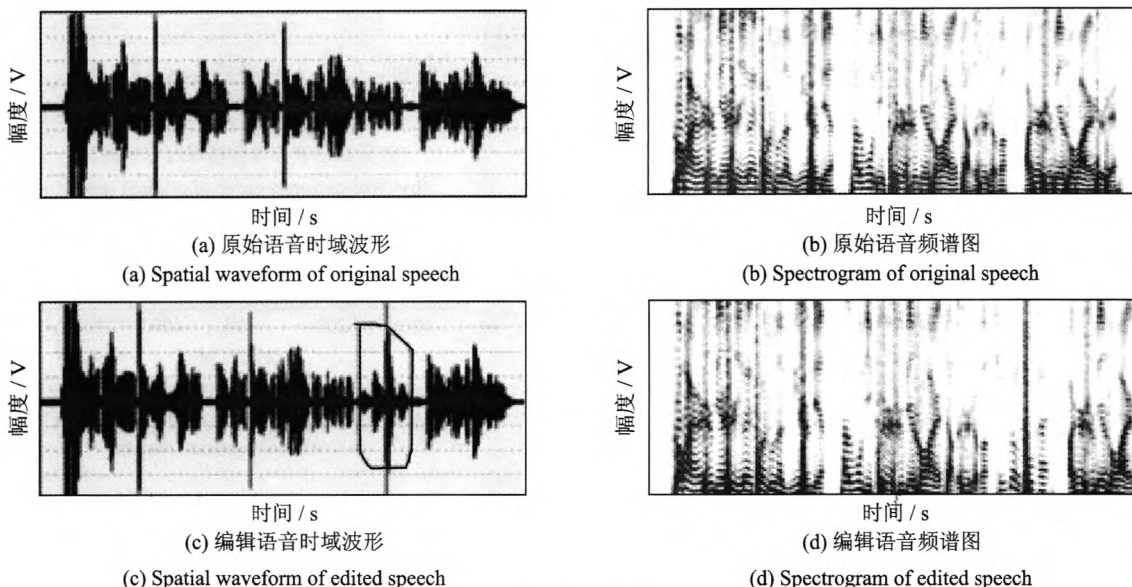 幅度 / V
时间 / s
(a) 原始语音时域波形
(a) Spatial waveform of original speech
幅度 / V
时间 / s
(b) 原始语音频谱图
(b) Spectrogram of original speech
幅度 / V
时间 / s
(c) 编辑语音时域波形
(c) Spatial waveform of edited speech
幅度 / V
时间 / s
(d) 编辑语音频谱图
(d) Spectrogram of edited speech